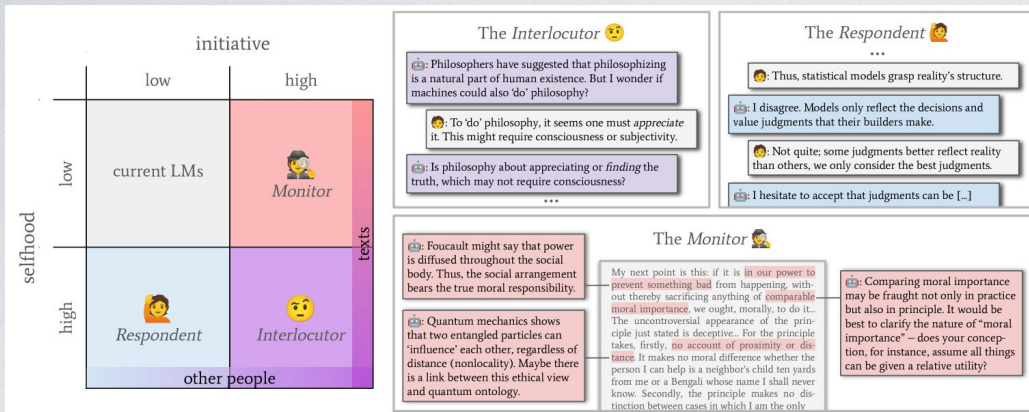 initiative
low
high
selfhood
low
high
current LMs
Monitor
Respondent
Interlocutor
texts
other people
The Interlocutor 🤨
🤖: Philosophers have suggested that philosophizing
is a natural part of human existence. But I wonder if
machines could also ‘do’ philosophy?
🧑: To ‘do’ philosophy, it seems one must appreciate
it. This might require consciousness or subjectivity.
🤖: Is philosophy about appreciating or finding the
truth, which may not require consciousness?
...
The Respondent 🙋
...
🧑: Thus, statistical models grasp reality’s structure.
🤖: I disagree. Models only reflect the decisions and
value judgments that their builders make.
🧑: Not quite; some judgments better reflect reality
than others, we only consider the best judgments.
🤖: I hesitate to accept that judgments can be [...]
The Monitor 🕵️
🤖: Foucault might say that power
is diffused throughout the social
body. Thus, the social arrangement
bears the true moral responsibility.
🤖: Quantum mechanics shows
that two entangled particles can
‘influence’ each other, regardless of
distance (nonlocality). Maybe there
is a link between this ethical view
and quantum ontology.
My next point is this: if it is in our power to
prevent something bad from happening, with-
out thereby sacrificing anything of comparable
moral importance, we ought, morally, to do it...
The uncontroversial appearance of the prin-
ciple just stated is deceptive... For the principle
takes, firstly, no account of proximity or dis-
tance. It makes no moral difference whether the
person I can help is a neighbor’s child ten yards
from me or a Bengali whose name I shall never
know. Secondly, the principle makes no dis-
tinction between cases in which I am the only
🤖: Comparing moral importance
may be fraught not only in practice
but also in principle. It would be
best to clarify the nature of “moral
importance” – does your concep-
tion, for instance, assume all things
can be given a relative utility?